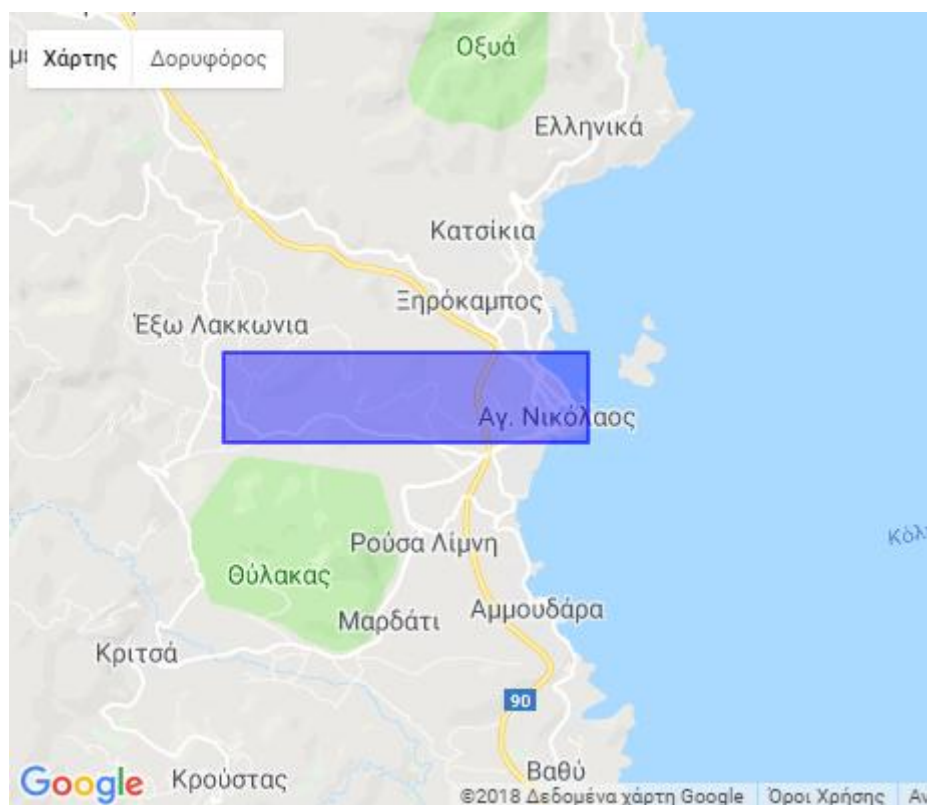 Χάρτης Δορυφόρος
Οξυά
Ελληνικά
Κατσίκια
Ξηρόκαμπος
Έξω Λακκωνια
Αγ. Νικόλαος
Ρούσα Λίμνη
Θύλακας
Αμμουδάρα
Μαρδάτι
Κριτσά
90
Βαθύ
Κρούστας
Google
©2018 Δεδομένα χάρτη Google Όροι Χρήσης